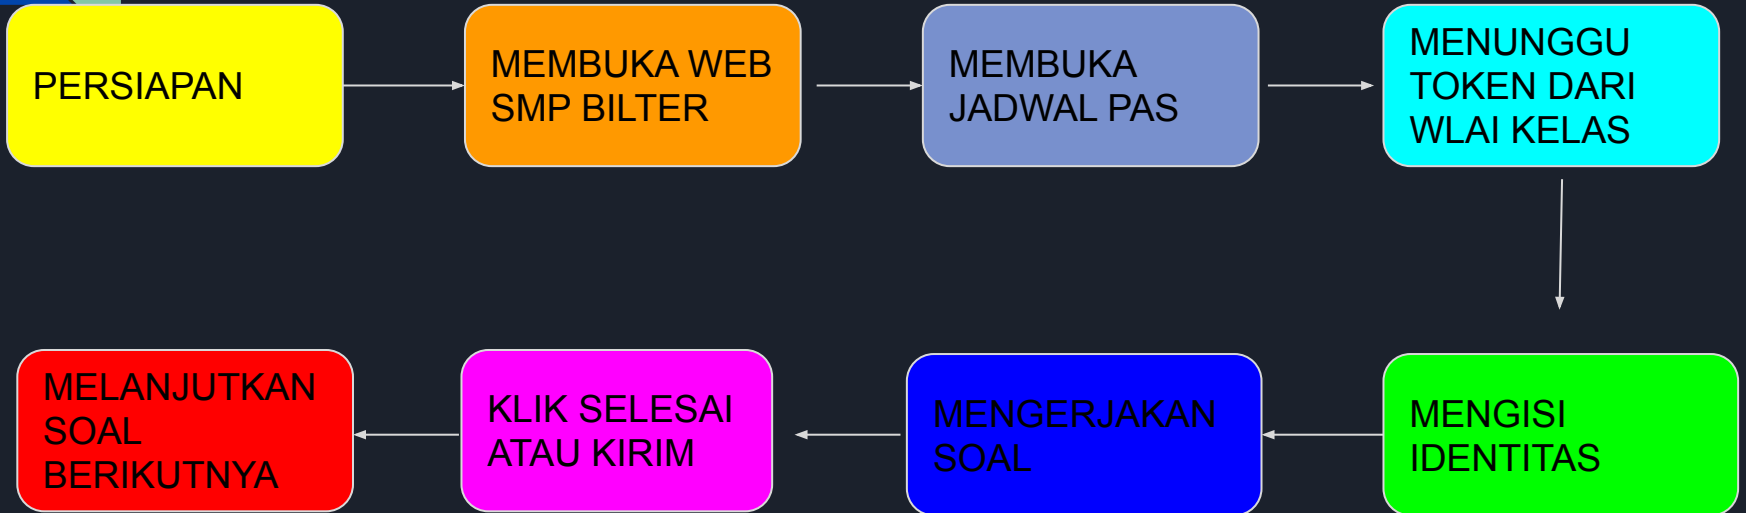 PERSIAPAN
MEMBUKA WEB
SMP BILTER
MEMBUKA
JADWAL PAS
MENUNGGU
TOKEN DARI
WLAI KELAS
MENGISI
IDENTITAS
MENGERJAKAN
SOAL
KLIK SELESAI
ATAU KIRIM
MELANJUTKAN
SOAL
BERIKUTNYA